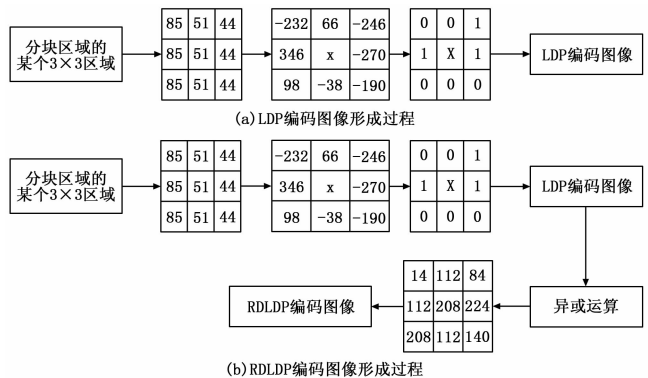 分块区域的
某个3×3区域
85 51 44
85 51 44
85 51 44
-232 66 -246
346 x -270
98 -38 -190
0 0 1
1 X 1
0 0 0
LDP编码图像
(a)LDP编码图像形成过程
分块区域的
某个3×3区域
85 51 44
85 51 44
85 51 44
-232 66 -246
346 x -270
98 -38 -190
0 0 1
1 X 1
0 0 0
LDP编码图像
RDLDP编码图像
14 112 84
112 208 224
208 112 140
异或运算
(b)RDLDP编码图像形成过程